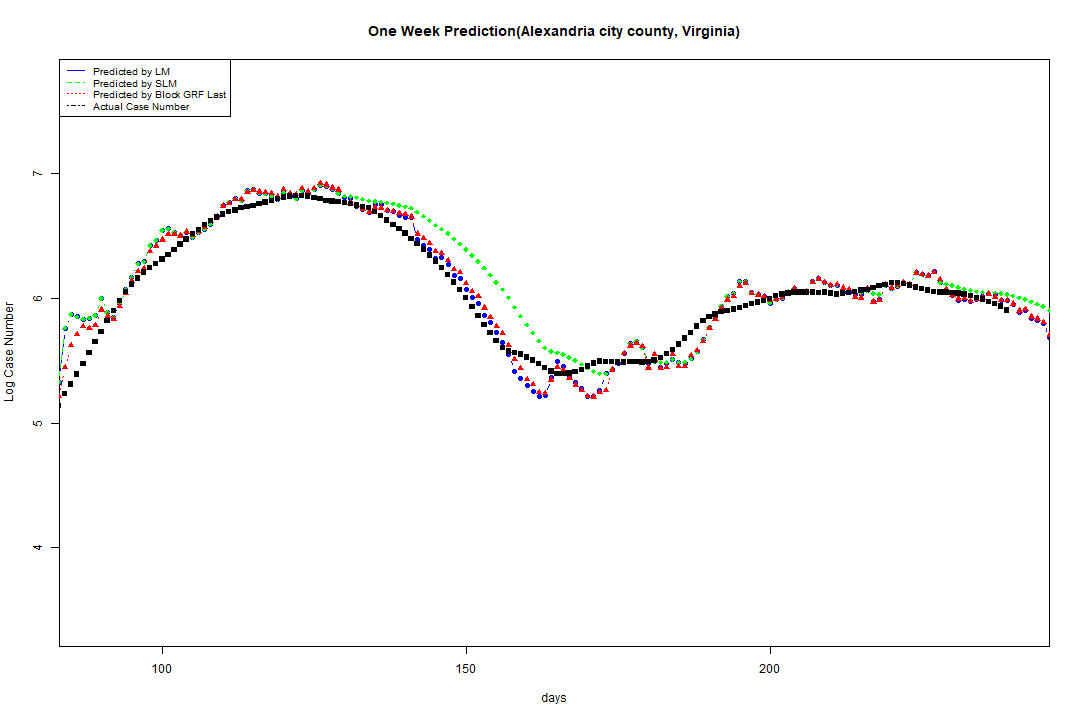 One Week Prediction(Alexandria city county, Virginia)
Predicted by LM
Predicted by SLM
Predicted by Block GRF Last
Actual Case Number
7
6
5
4
Log Case Number
100
150
200
days